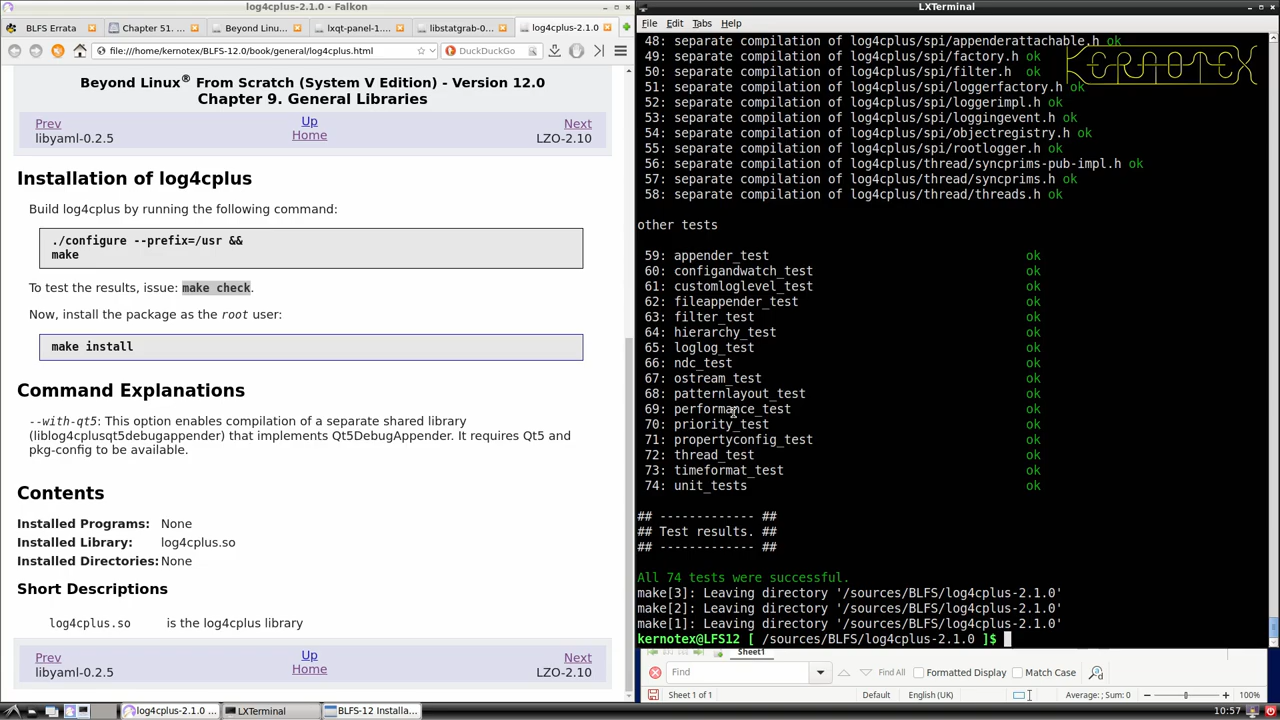 log4cplus-2.1.0 - Falkon
BLFS Errata
Chapter 51. ...
Beyond Linu...
lxqt-panel-1...
libstatgrab-0...
log4cplus-2.1.0
file:///home/kernotex/BLFS-12.0/book/general/log4cplus.html
DuckDuckGo
Beyond Linux® From Scratch (System V Edition) - Version 12.0
Chapter 9. General Libraries
Prev
Up
Next
libyaml-0.2.5
Home
LZO-2.10
Installation of log4cplus
Build log4cplus by running the following command:
./configure --prefix=/usr &&
make
To test the results, issue: make check.
Now, install the package as the root user:
make install
Command Explanations
--with-qt5: This option enables compilation of a separate shared library
(liblog4cplusqt5debugappender) that implements Qt5DebugAppender. It requires Qt5 and
pkg-config to be available.
Contents
Installed Programs: None
Installed Library: log4cplus.so
Installed Directories: None
Short Descriptions
log4cplus.so is the log4cplus library
Prev
Up
Next
libyaml-0.2.5
Home
LZO-2.10
LXTerminal
File Edit Tabs Help
KERNOTEX
48: separate compilation of log4cplus/spi/appenderattachable.h ok
49: separate compilation of log4cplus/spi/factory.h ok
50: separate compilation of log4cplus/spi/filter.h ok
51: separate compilation of log4cplus/spi/loggerfactory.h ok
52: separate compilation of log4cplus/spi/loggerimpl.h ok
53: separate compilation of log4cplus/spi/loggingevent.h ok
54: separate compilation of log4cplus/spi/objectregistry.h ok
55: separate compilation of log4cplus/spi/rootlogger.h ok
56: separate compilation of log4cplus/thread/syncprims-pub-impl.h ok
57: separate compilation of log4cplus/thread/syncprims.h ok
58: separate compilation of log4cplus/thread/threads.h ok
other tests
59: appender_test ok
60: configandwatch_test ok
61: customloglevel_test ok
62: fileappender_test ok
63: filter_test ok
64: hierarchy_test ok
65: loglog_test ok
66: ndc_test ok
67: ostream_test ok
68: patternlayout_test ok
69: performance_test ok
70: priority_test ok
71: propertyconfig_test ok
72: thread_test ok
73: timeformat_test ok
74: unit_tests ok
## ------------- ##
## Test results. ##
## ------------- ##
All 74 tests were successful.
make[3]: Leaving directory '/sources/BLFS/log4cplus-2.1.0'
make[2]: Leaving directory '/sources/BLFS/log4cplus-2.1.0'
make[1]: Leaving directory '/sources/BLFS/log4cplus-2.1.0'
kernotex@LFS12 [ /sources/BLFS/log4cplus-2.1.0 ]$
Sheet1
Find
Find All
Formatted Display
Match Case
Sheet 1 of 1
Default
English (UK)
Average: ; Sum: 0
100%
log4cplus-2.1.0 ...
LXTerminal
BLFS-12 Installa...
10:57